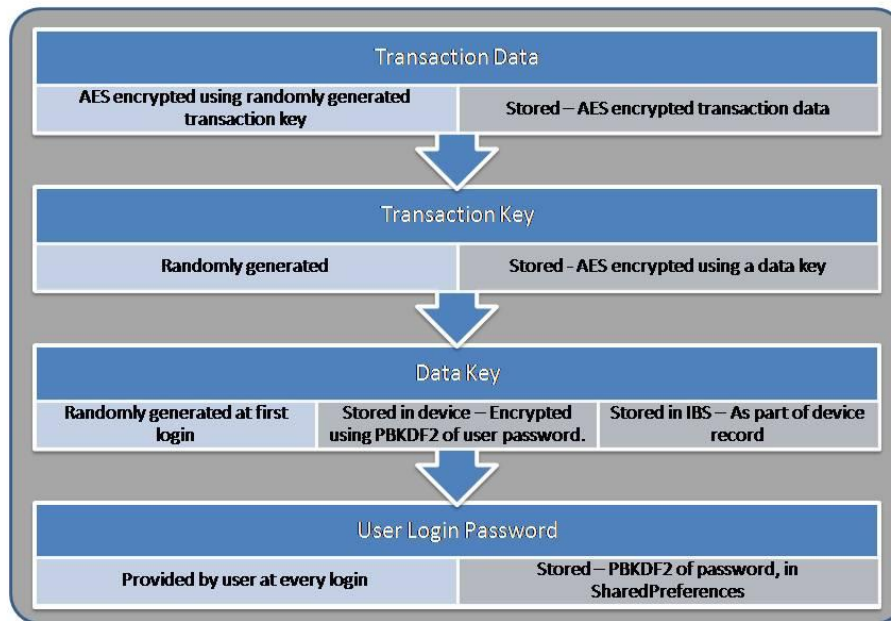 Transaction Data
AES encrypted using randomly generated
transaction key
Stored – AES encrypted transaction data
Transaction Key
Randomly generated
Stored - AES encrypted using a data key
Data Key
Randomly generated at first
login
Stored in device – Encrypted
using PBKDF2 of user password.
Stored in IBS – As part of device
record
User Login Password
Provided by user at every login
Stored – PBKDF2 of password, in
SharedPreferences